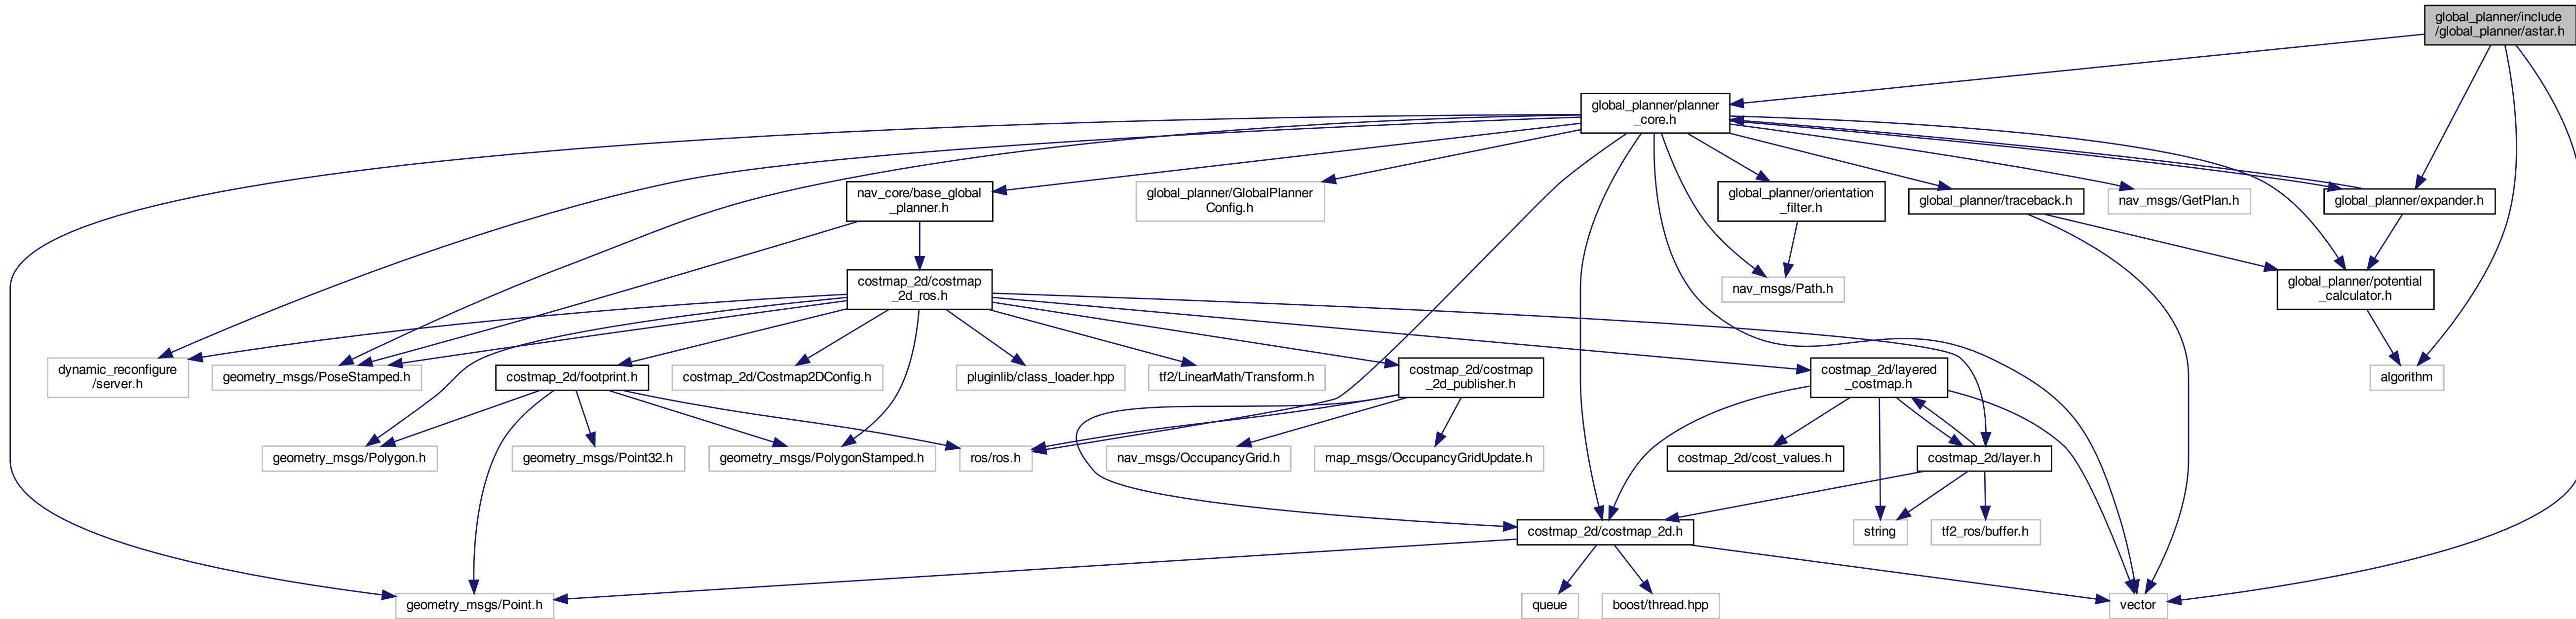 global_planner/include
/global_planner/astar.h
global_planner/planner
_core.h
nav_core/base_global
_planner.h
global_planner/GlobalPlanner
Config.h
global_planner/orientation
_filter.h
global_planner/traceback.h
nav_msgs/GetPlan.h
global_planner/expander.h
costmap_2d/costmap
_2d_ros.h
nav_msgs/Path.h
global_planner/potential
_calculator.h
dynamic_reconfigure
/server.h
geometry_msgs/PoseStamped.h
costmap_2d/footprint.h
costmap_2d/Costmap2DConfig.h
pluginlib/class_loader.hpp
tf2/LinearMath/Transform.h
costmap_2d/costmap
_2d_publisher.h
costmap_2d/layered
_costmap.h
algorithm
geometry_msgs/Polygon.h
geometry_msgs/Point32.h
geometry_msgs/PolygonStamped.h
ros/ros.h
nav_msgs/OccupancyGrid.h
map_msgs/OccupancyGridUpdate.h
costmap_2d/cost_values.h
costmap_2d/layer.h
costmap_2d/costmap_2d.h
string
tf2_ros/buffer.h
geometry_msgs/Point.h
queue
boost/thread.hpp
vector